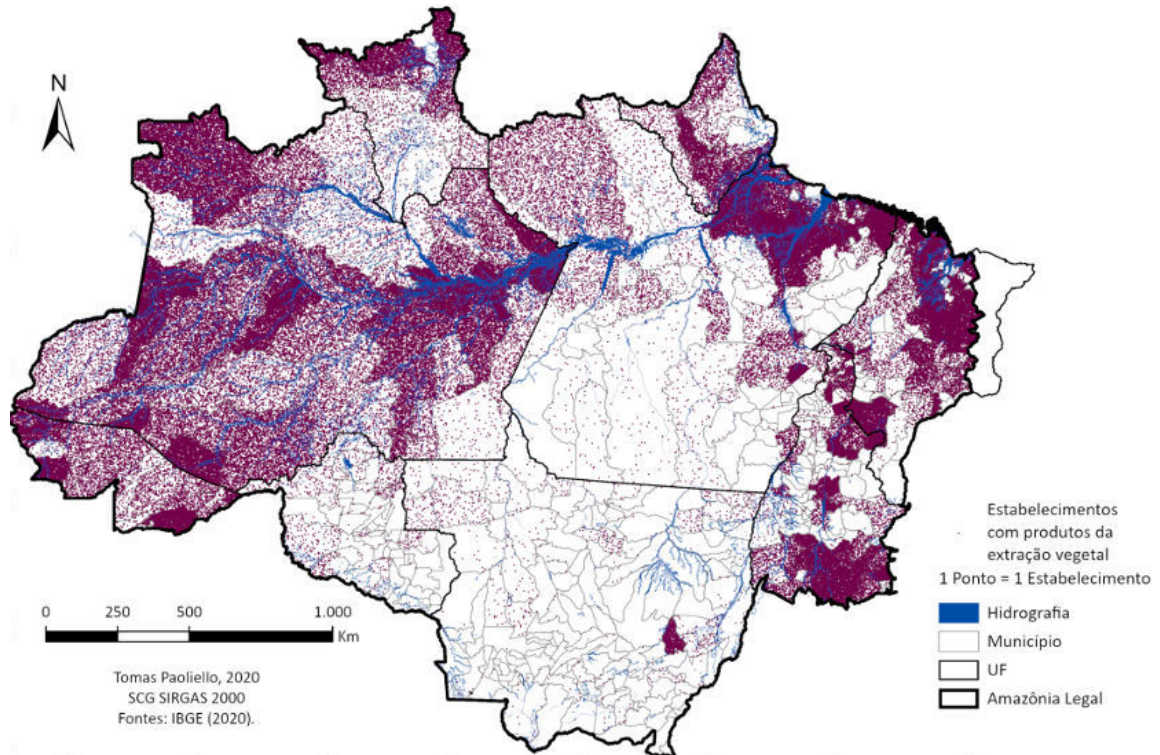 N
Estabelecimentos
com produtos da
extração vegetal
1 Ponto = 1 Estabelecimento
Hidrografia
Município
UF
Amazônia Legal
0 250 500 1.000
Km
Tomas Paoliello, 2020
SCG SIRGAS 2000
Fontes: IBGE (2020).